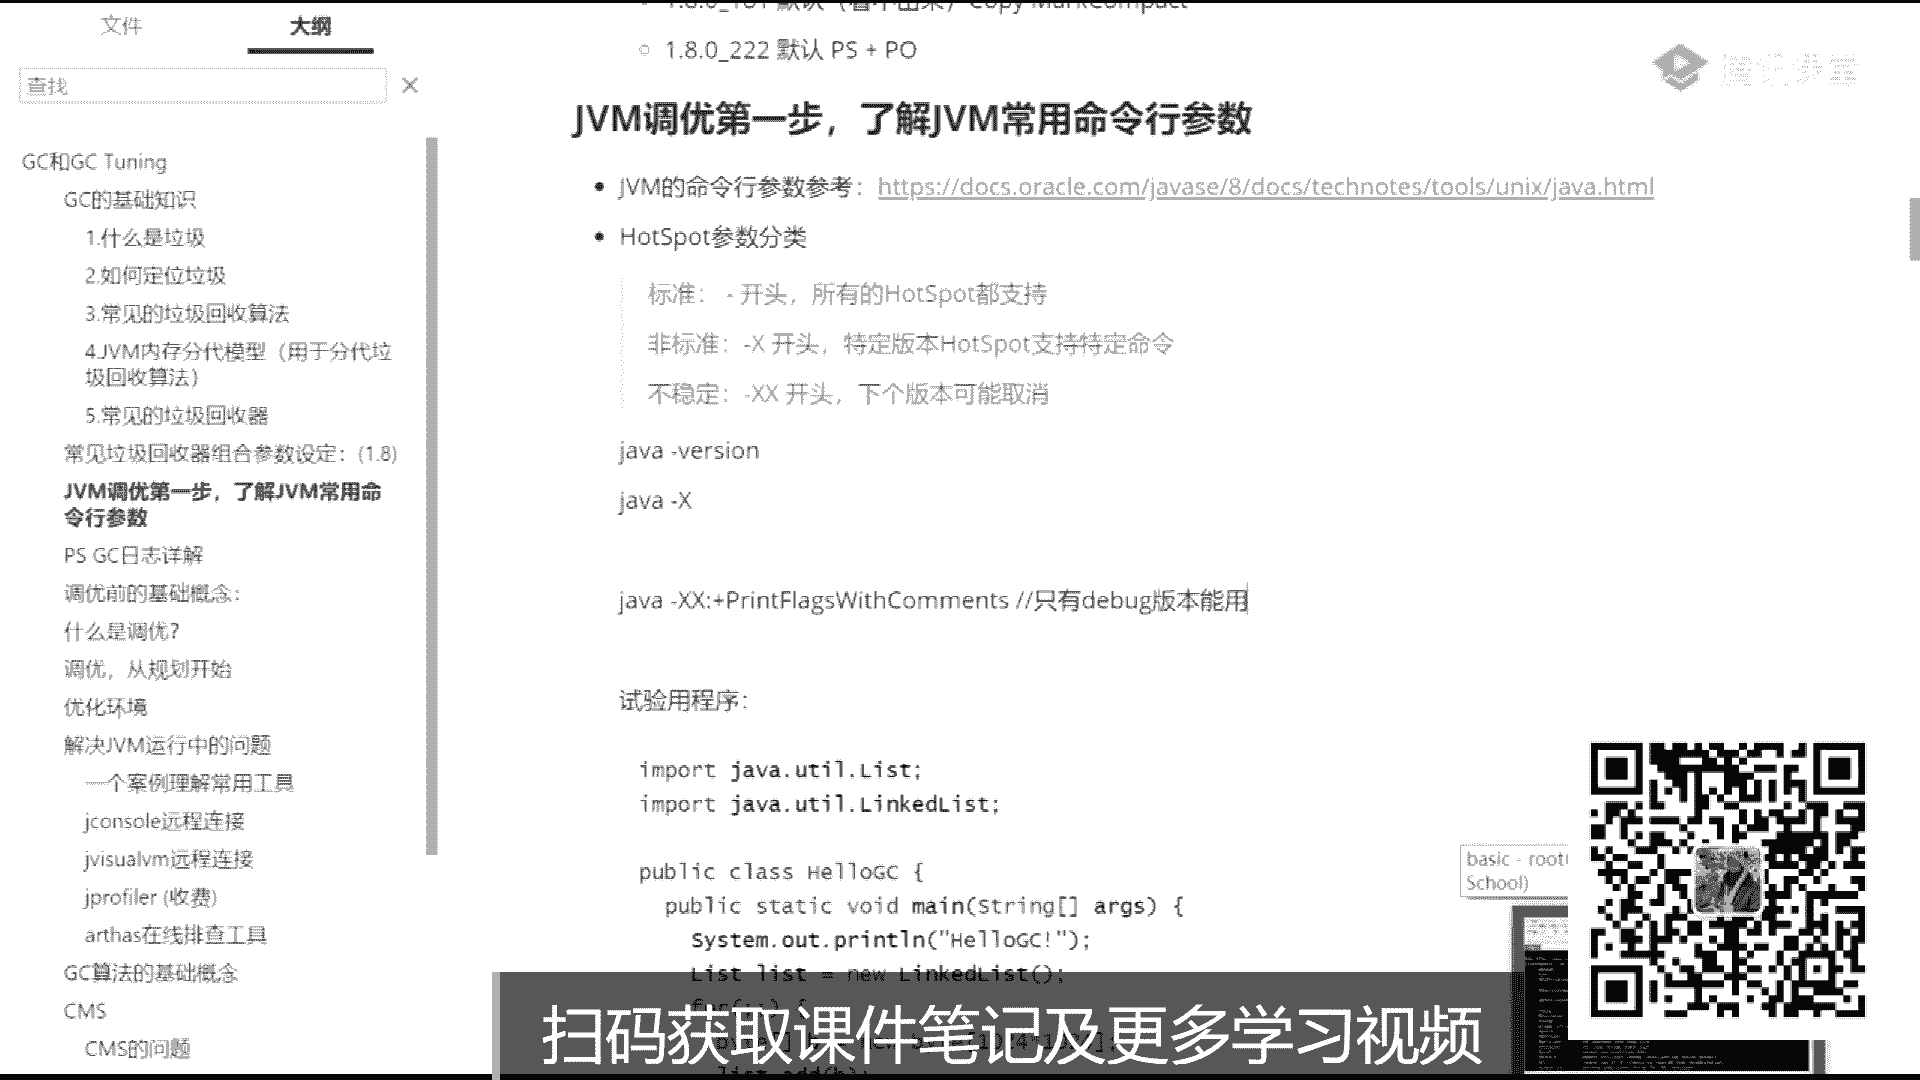 文件
大纲
查找
GC和GC Tuning
GC的基础知识
1.什么是垃圾
2.如何定位垃圾
3.常见的垃圾回收算法
4.JVM内存分代模型（用于分代垃
圾回收算法）
5.常见的垃圾回收器
常见垃圾回收器组合参数设定：(1.8)
JVM调优第一步，了解JVM常用命
令行参数
PS GC日志详解
调优前的基础概念：
什么是调优？
调优，从规划开始
优化环境
解决JVM运行中的问题
一个案例理解常用工具
jconsole远程连接
jvisualvm远程连接
jprofiler (收费)
arthas在线排查工具
GC算法的基础概念
CMS
CMS的问题
1.8.0_222 默认 PS + PO
JVM调优第一步，了解JVM常用命令行参数
JVM的命令行参数参考：https://docs.oracle.com/javase/8/docs/technotes/tools/unix/java.html
HotSpot参数分类
标准： - 开头，所有的HotSpot都支持
非标准：-X 开头，特定版本HotSpot支持特定命令
不稳定：-XX 开头，下个版本可能取消
java -version
java -X
java -XX:+PrintFlagsWithComments //只有debug版本能用
试验用程序：
import java.util.List;
import java.util.LinkedList;
public class HelloGC {
public static void main(String[] args) {
System.out.println("HelloGC!");
List list = new LinkedList();
for(;;) {
list.add(b);
腾讯课堂
basic - root
School)
扫码获取课件笔记及更多学习视频